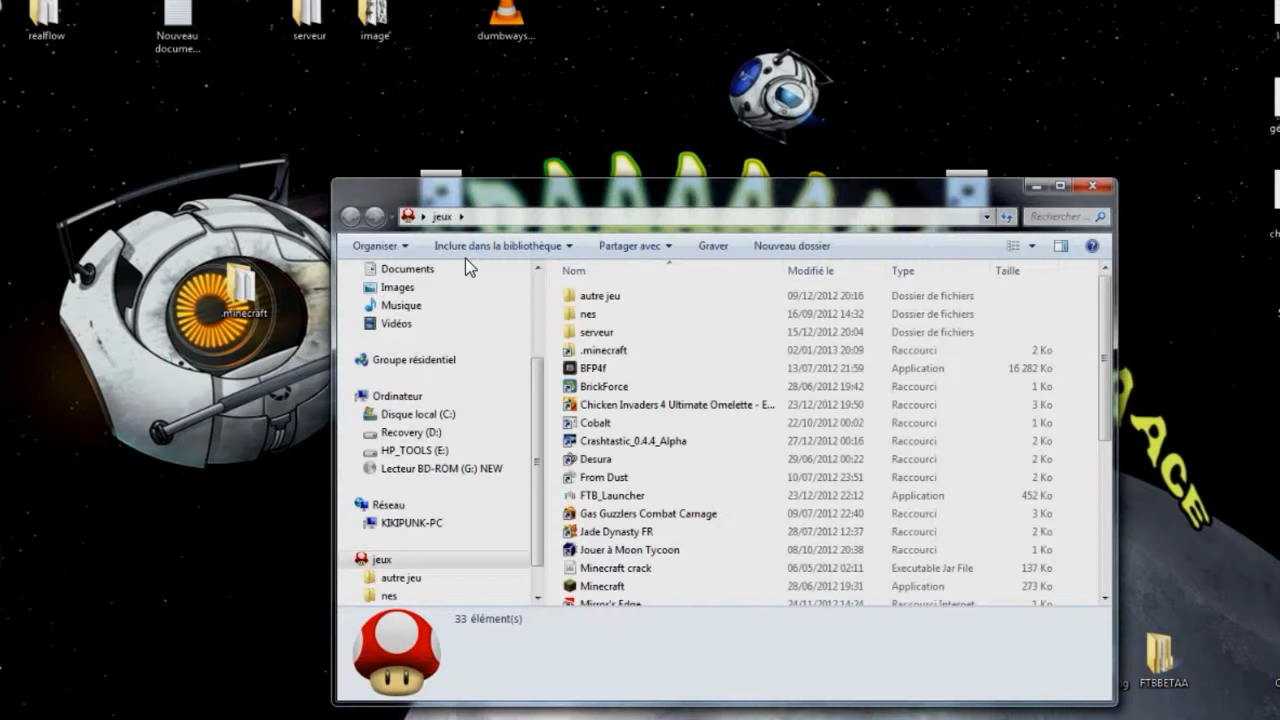 realflow
Nouveau
docume...
serveur
image
dumbways...
.minecraft
jeux
Rechercher ...
Organiser
Inclure dans la bibliothèque
Partager avec
Graver
Nouveau dossier
Documents
Images
Musique
Vidéos
Groupe résidentiel
Ordinateur
Disque local (C:)
Recovery (D:)
HP_TOOLS (E:)
Lecteur BD-ROM (G:) NEW
Réseau
KIKIPUNK-PC
jeux
autre jeu
nes
Nom Modifié le Type Taille
autre jeu 09/12/2012 20:16 Dossier de fichiers
nes 16/09/2012 14:32 Dossier de fichiers
serveur 15/12/2012 20:04 Dossier de fichiers
.minecraft 02/01/2013 20:09 Raccourci 2 Ko
BFP4f 13/07/2012 21:59 Application 16 282 Ko
BrickForce 28/06/2012 19:42 Raccourci 1 Ko
Chicken Invaders 4 Ultimate Omelette - E... 23/12/2012 19:50 Raccourci 3 Ko
Cobalt 22/10/2012 00:02 Raccourci 1 Ko
Crashtastic_0.4.4_Alpha 27/12/2012 00:16 Raccourci 2 Ko
Desura 29/06/2012 00:22 Raccourci 2 Ko
From Dust 10/07/2012 23:51 Raccourci 2 Ko
FTB_Launcher 23/12/2012 22:12 Application 452 Ko
Gas Guzzlers Combat Carnage 09/07/2012 22:40 Raccourci 3 Ko
Jade Dynasty FR 28/07/2012 12:37 Raccourci 2 Ko
Jouer à Moon Tycoon 08/10/2012 20:38 Raccourci 1 Ko
Minecraft crack 06/05/2012 02:11 Executable Jar File 137 Ko
Minecraft 28/06/2012 19:31 Application 273 Ko
Mirror's Edge 24/11/2012 14:24 Raccourci Internet 1 Ko
33 élément(s)
FTBBETAA